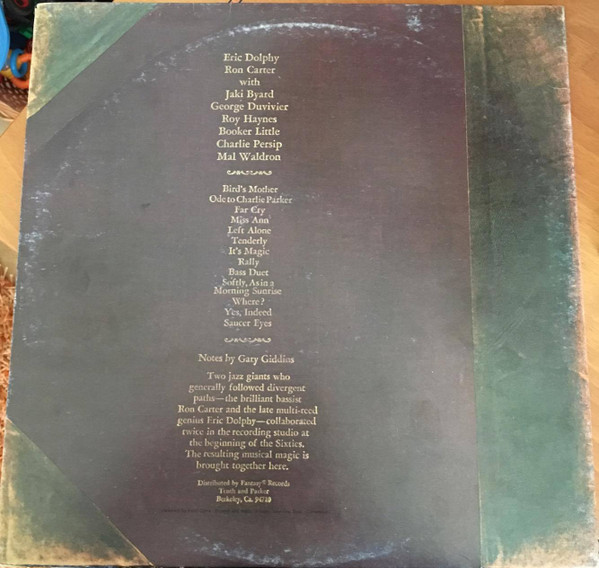 Eric Dolphy
Ron Carter
with
Jaki Byard
George Duvivier
Roy Haynes
Booker Little
Charlie Persip
Mal Waldron
Bird's Mother
Ode to Charlie Parker
Far Cry
Miss Ann
Left Alone
Tenderly
It's Magic
Rally
Bass Duet
Softly, As in a
Morning Sunrise
Where?
Yes, Indeed
Saucer Eyes
Notes by Gary Giddins
Two jazz giants who
generally followed divergent
paths—the brilliant bassist
Ron Carter and the late multi-reed
genius Eric Dolphy—collaborated
twice in the recording studio at
the beginning of the Sixties.
The resulting musical magic is
brought together here.
Distributed by Fantasy® Records
Tenth and Parker
Berkeley, Ca. 94710